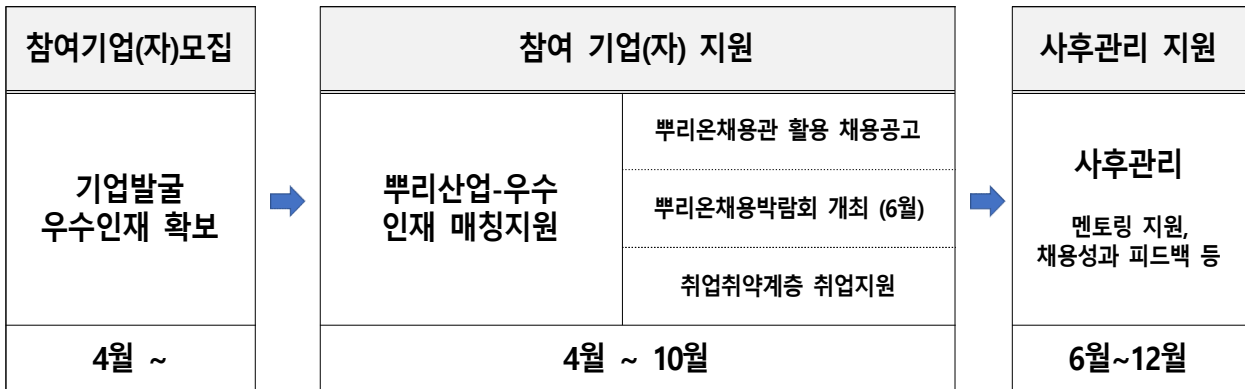 참여기업(자)모집
참여 기업(자) 지원
사후관리 지원
기업발굴
우수인재 확보
뿌리산업-우수
인재 매칭지원
뿌리온채용관 활용 채용공고
뿌리온채용박람회 개최 (6월)
취업취약계층 취업지원
사후관리
멘토링 지원,
채용성과 피드백 등
4월 ~
4월 ~ 10월
6월~12월